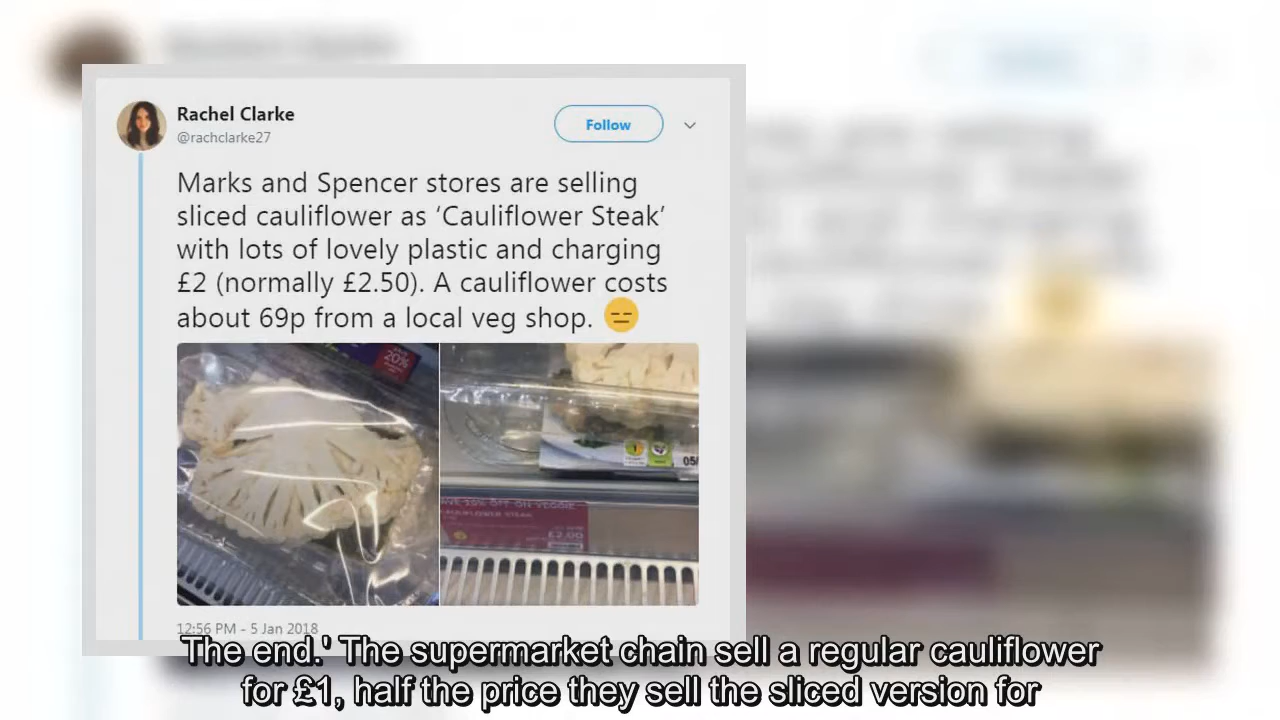 Rachel Clarke
@rachclarke27
Follow
Marks and Spencer stores are selling
sliced cauliflower as ‘Cauliflower Steak’
with lots of lovely plastic and charging
£2 (normally £2.50). A cauliflower costs
about 69p from a local veg shop. 😑
20%
05/
CAULIFLOWER STEAK
£2.00
12:56 PM - 5 Jan 2018
The end.' The supermarket chain sell a regular cauliflower
for £1, half the price they sell the sliced version for